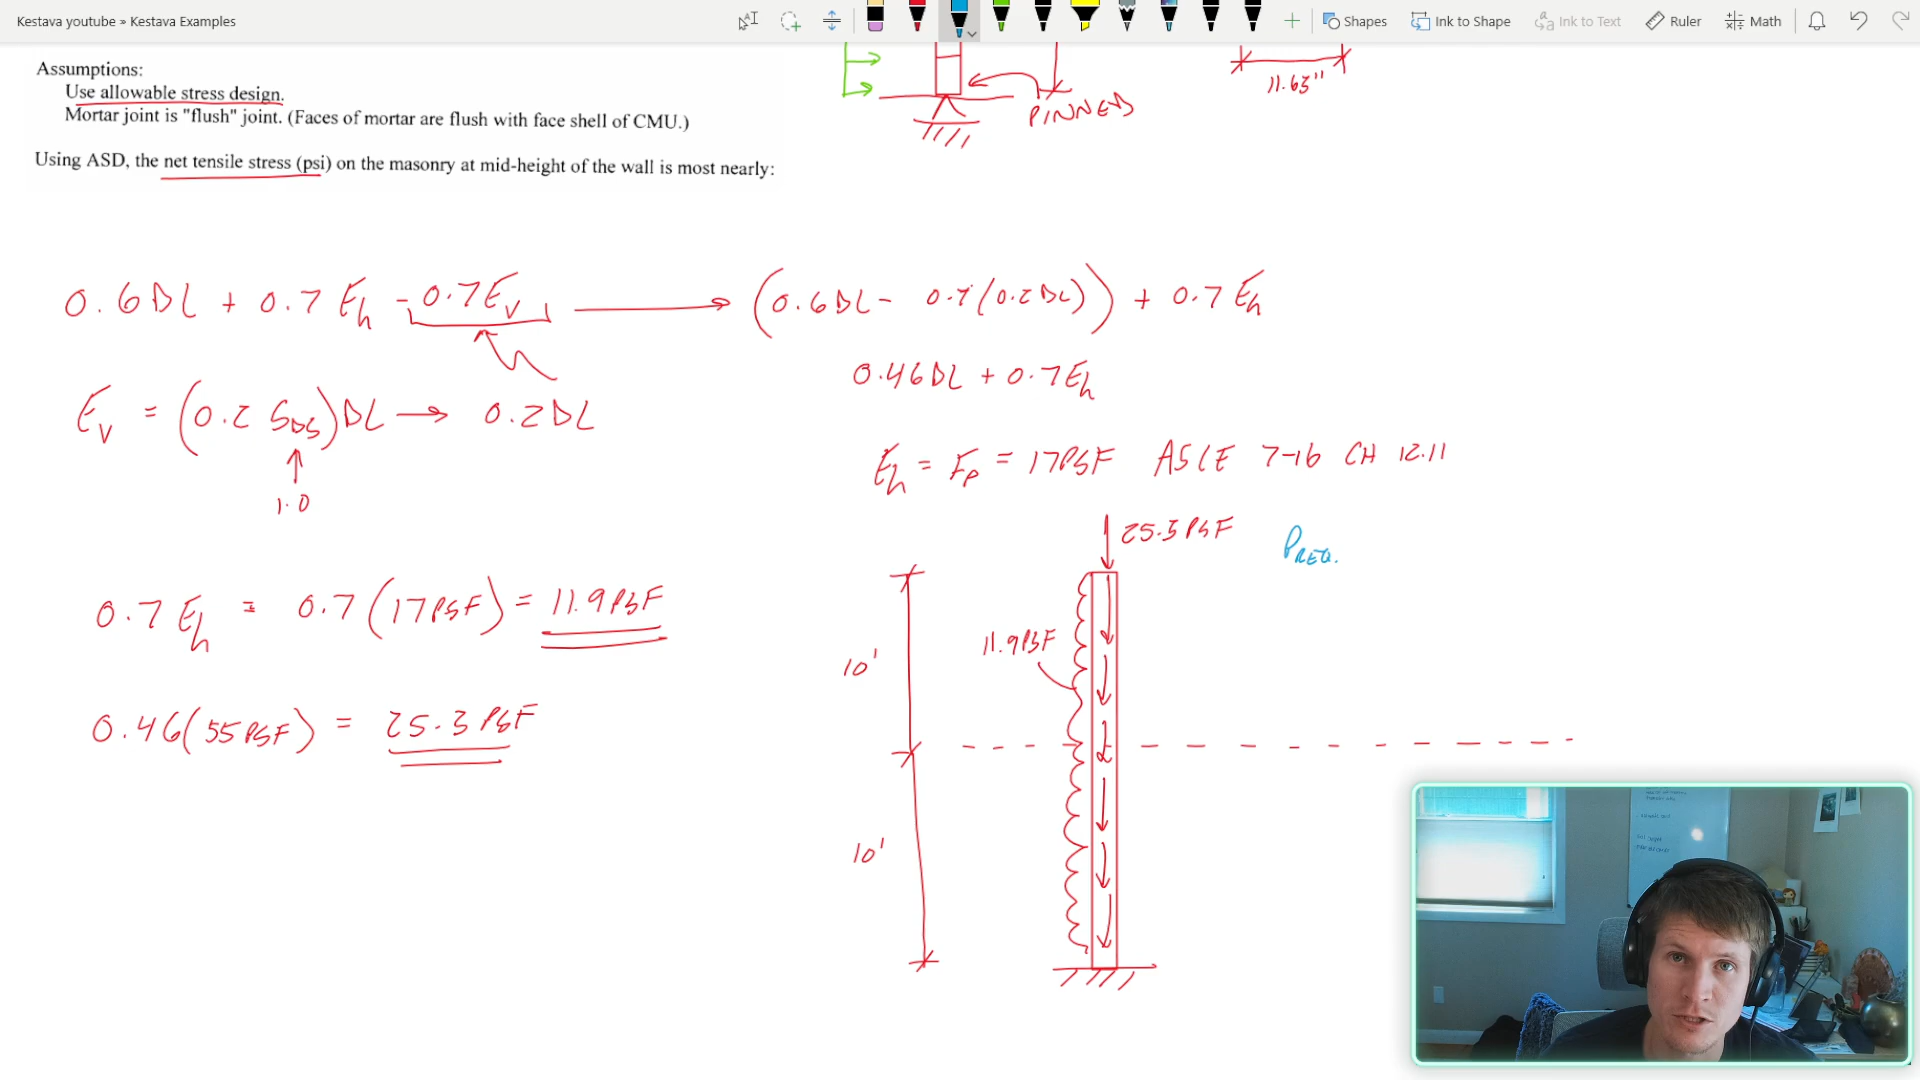 Kestava youtube » Kestava Examples
Shapes
Ink to Shape
Ink to Text
Ruler
Math
Assumptions:
Use allowable stress design.
Mortar joint is "flush" joint. (Faces of mortar are flush with face shell of CMU.)
Using ASD, the net tensile stress (psi) on the masonry at mid-height of the wall is most nearly:
PINNED
11.63"
0.6DL + 0.7Eh - 0.7Ev → (0.6DL - 0.7(0.2DL)) + 0.7Eh
0.46DL + 0.7Eh
Ev = (0.2 SDS)DL → 0.2DL
1.0
Eh = Fp = 17PSF ASCE 7-16 CH 12.11
25.3PSF
PREQ.
0.7Eh = 0.7(17PSF) = 11.9PSF
11.9PSF
10'
0.46(55PSF) = 25.3PSF
10'